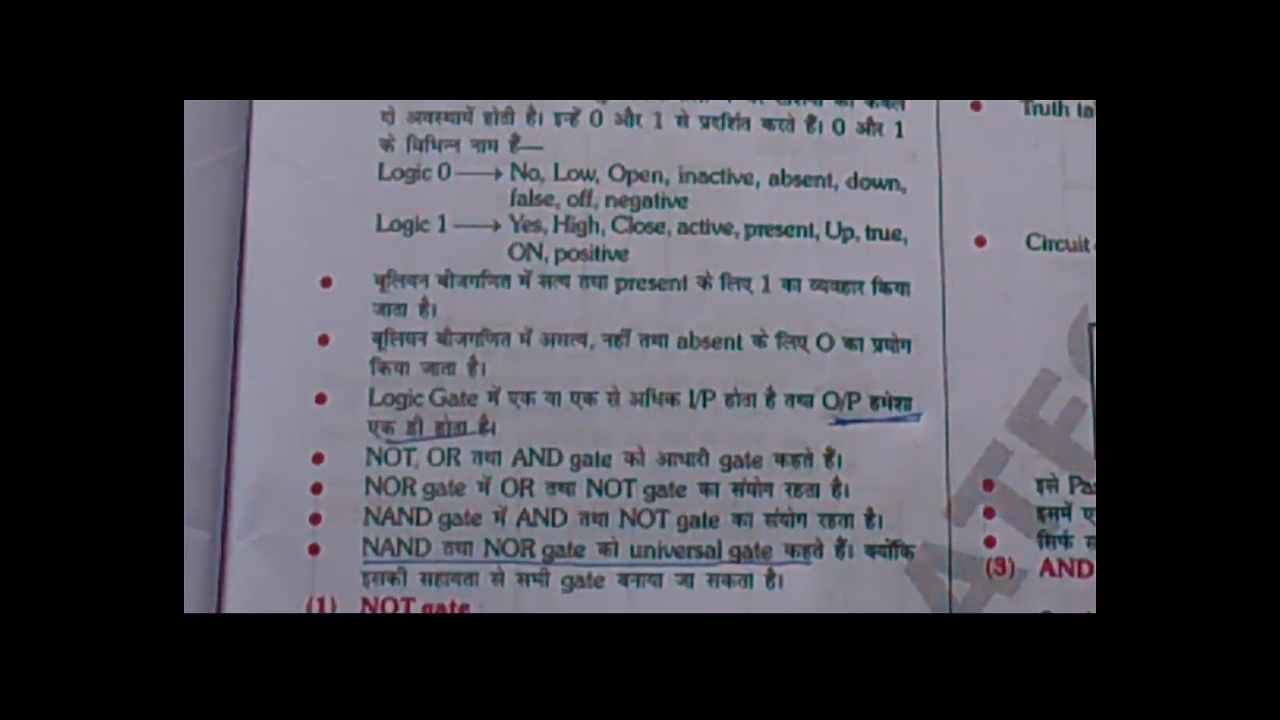 दो अवस्थायें होती है। इन्हें 0 और 1 से प्रदर्शित करते हैं। 0 और 1
के विभिन्न नाम हैं—
Logic 0 → No, Low, Open, inactive, absent, down,
false, off, negative
Logic 1 → Yes, High, Close, active, present, Up, true,
ON, positive
• बूलियन बीजगणित में सत्य तथा present के लिए 1 का व्यवहार किया
जाता है।
• बूलियन बीजगणित में असत्य, नहीं तथा absent के लिए O का प्रयोग
किया जाता है।
• Logic Gate में एक या एक से अधिक I/P होता है तथा O/P हमेशा
एक ही होता है।
• NOT, OR तथा AND gate को आधारी gate कहते हैं।
• NOR gate में OR तथा NOT gate का संयोग रहता है।
• NAND gate में AND तथा NOT gate का संयोग रहता है।
• NAND तथा NOR gate को universal gate कहते हैं। क्योंकि
इसकी सहायता से सभी gate बनाया जा सकता है।
(1) NOT gate
• Truth ta
• Circuit
• इसे Pa
• इसमें ए
• सिर्फ
(3) AND